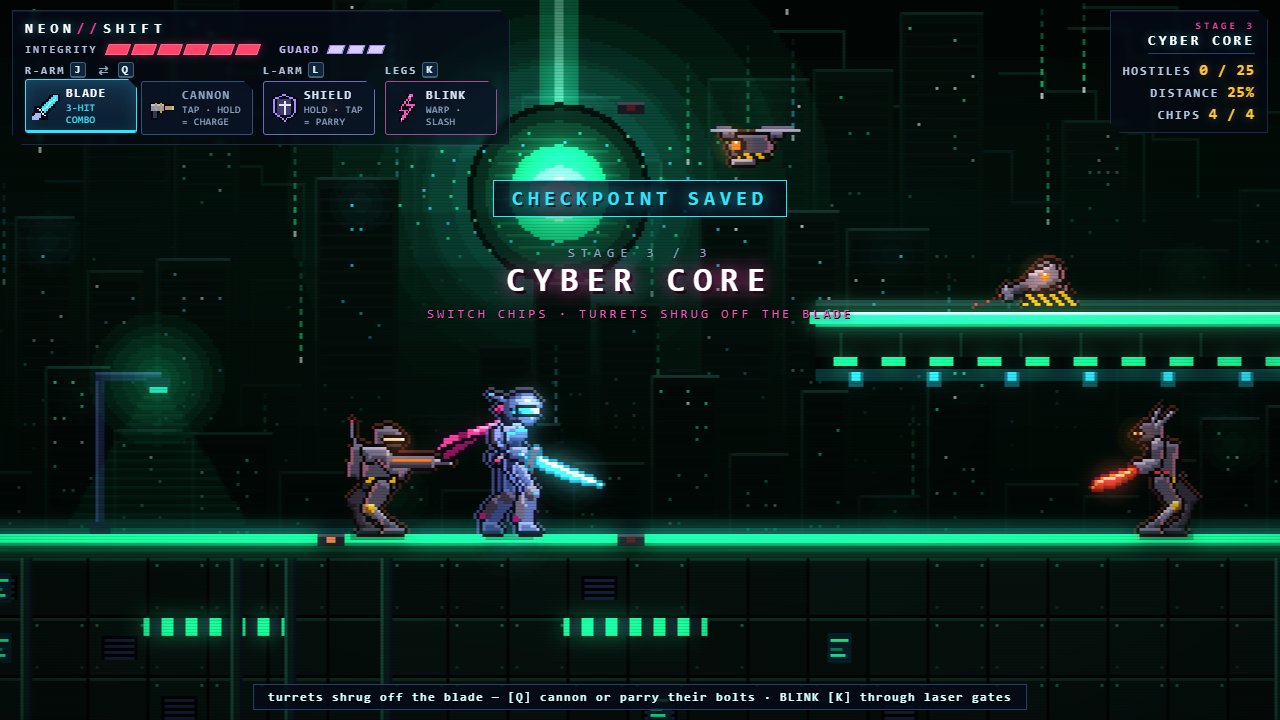 NEON//SHIFT
INTEGRITY GUARD
R-ARM J ⇄ Q L-ARM L LEGS K
BLADE
3-HIT
COMBO
CANNON
TAP · HOLD
= CHARGE
SHIELD
HOLD · TAP
= PARRY
BLINK
WARP ·
SLASH
STAGE 3
CYBER CORE
HOSTILES 0 / 25
DISTANCE 25%
CHIPS 4 / 4
CHECKPOINT SAVED
STAGE 3 / 3
CYBER CORE
SWITCH CHIPS · TURRETS SHRUG OFF THE BLADE
turrets shrug off the blade — [Q] cannon or parry their bolts · BLINK [K] through laser gates